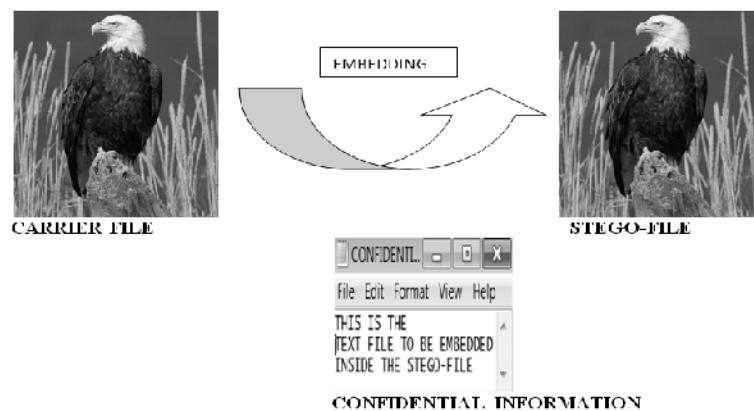 EMBEDDING
CARRIER FILE
STEGO-FILE
CONFIDENTI...
File Edit Format View Help
THIS IS THE
TEXT FILE TO BE EMBEDDED
INSIDE THE STEGO-FILE
CONFIDENTIAL INFORMATION